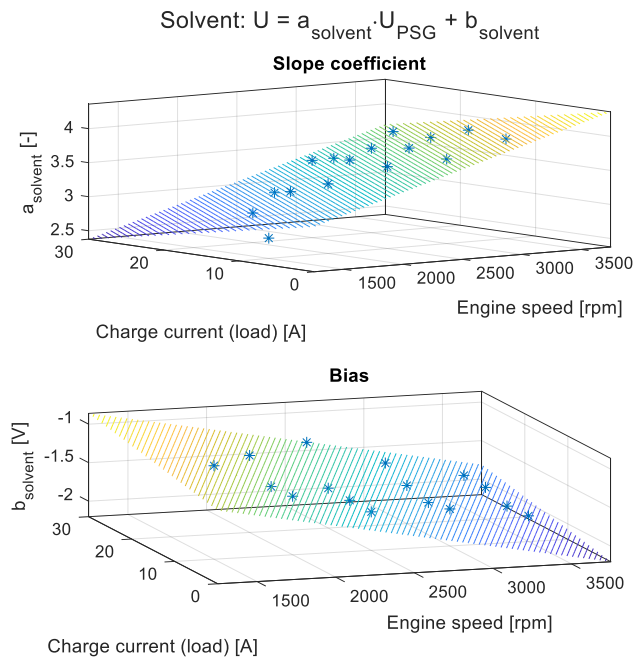 Solvent: U = a_solvent·U_PSG + b_solvent
Slope coefficient
4
3.5
3
2.5
a_solvent [-]
30
20
10
0
1500
2000
2500
3000
3500
Engine speed [rpm]
Charge current (load) [A]
Bias
-1
-1.5
-2
b_solvent [V]
30
20
10
0
1500
2000
2500
3000
3500
Engine speed [rpm]
Charge current (load) [A]